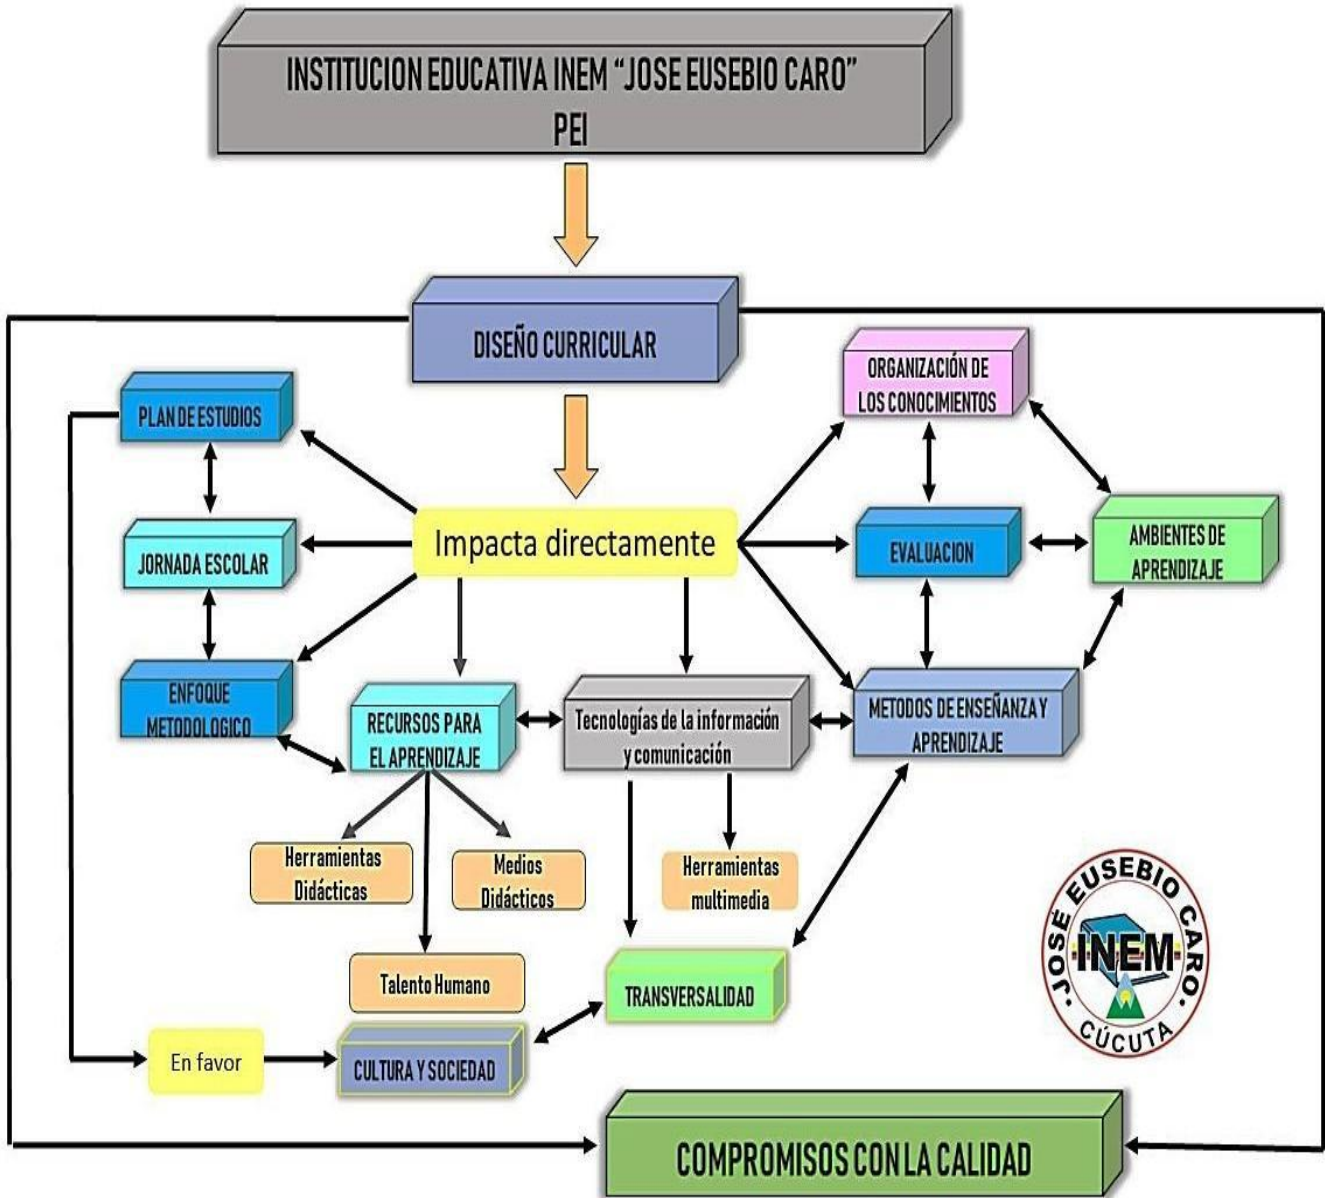 INSTITUCION EDUCATIVA INEM “JOSE EUSEBIO CARO”
PEI
DISEÑO CURRICULAR
PLAN DE ESTUDIOS
ORGANIZACIÓN DE
LOS CONOCIMIENTOS
Impacta directamente
JORNADA ESCOLAR
EVALUACION
AMBIENTES DE
APRENDIZAJE
ENFOQUE
METODOLOGICO
RECURSOS PARA
EL APRENDIZAJE
Tecnologías de la información
y comunicación
METODOS DE ENSEÑANZA Y
APRENDIZAJE
Herramientas
Didácticas
Medios
Didácticos
Herramientas
multimedia
Talento Humano
TRANSVERSALIDAD
JOSÉ EUSEBIO CARO
INEM
CÚCUTA
En favor
CULTURA Y SOCIEDAD
COMPROMISOS CON LA CALIDAD